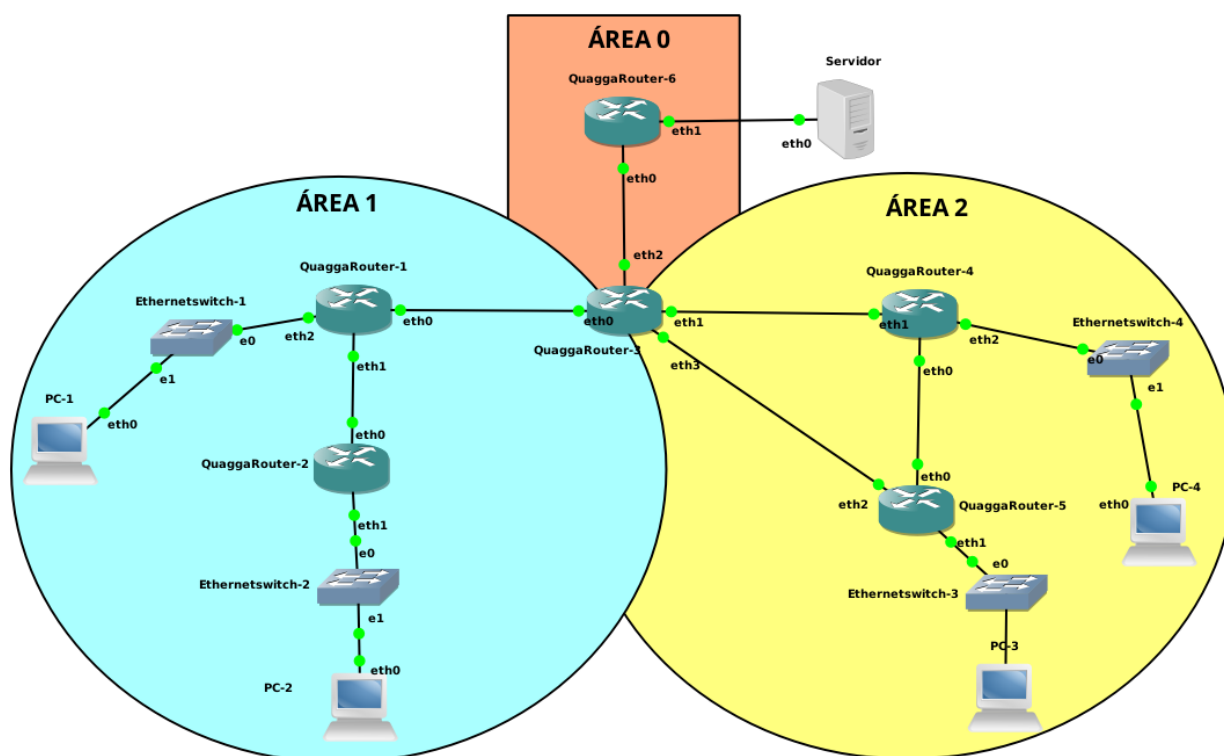 ÁREA 0
QuaggaRouter-6
Servidor
eth1
eth0
eth0
ÁREA 1
ÁREA 2
eth2
QuaggaRouter-1
QuaggaRouter-4
Ethernetswitch-1
e0
eth2
eth0
eth0
eth1
eth1
eth2
Ethernetswitch-4
QuaggaRouter-3
eth3
e0
e1
eth1
eth0
e1
PC-1
eth0
eth0
QuaggaRouter-2
eth0
PC-4
eth2
QuaggaRouter-5
eth0
eth1
eth1
e0
e0
Ethernetswitch-2
Ethernetswitch-3
e1
PC-3
eth0
PC-2